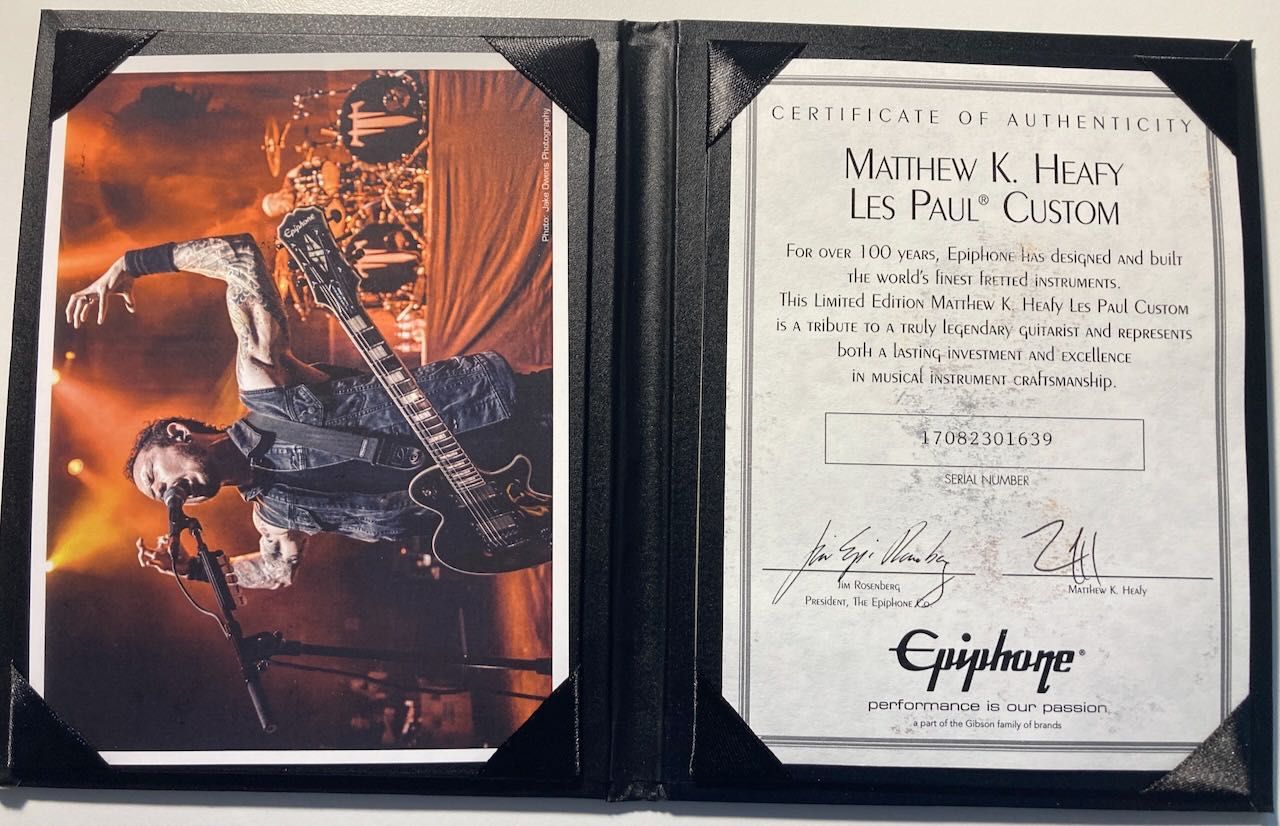 Photo: Jake Owens Photography
Epiphone
CERTIFICATE OF AUTHENTICITY
MATTHEW K. HEAFY
LES PAUL® CUSTOM
FOR OVER 100 YEARS, EPIPHONE HAS DESIGNED AND BUILT
THE WORLD'S FINEST FRETTED INSTRUMENTS.
THIS LIMITED EDITION MATTHEW K. HEAFY LES PAUL CUSTOM
IS A TRIBUTE TO A TRULY LEGENDARY GUITARIST AND REPRESENTS
BOTH A LASTING INVESTMENT AND EXCELLENCE
IN MUSICAL INSTRUMENT CRAFTSMANSHIP.
17082301639
SERIAL NUMBER
Jim "Epi" Rosenberg
JIM ROSENBERG
PRESIDENT, THE EPIPHONE CO.
MATTHEW K. HEAFY
Epiphone®
performance is our passion
a part of the Gibson family of brands